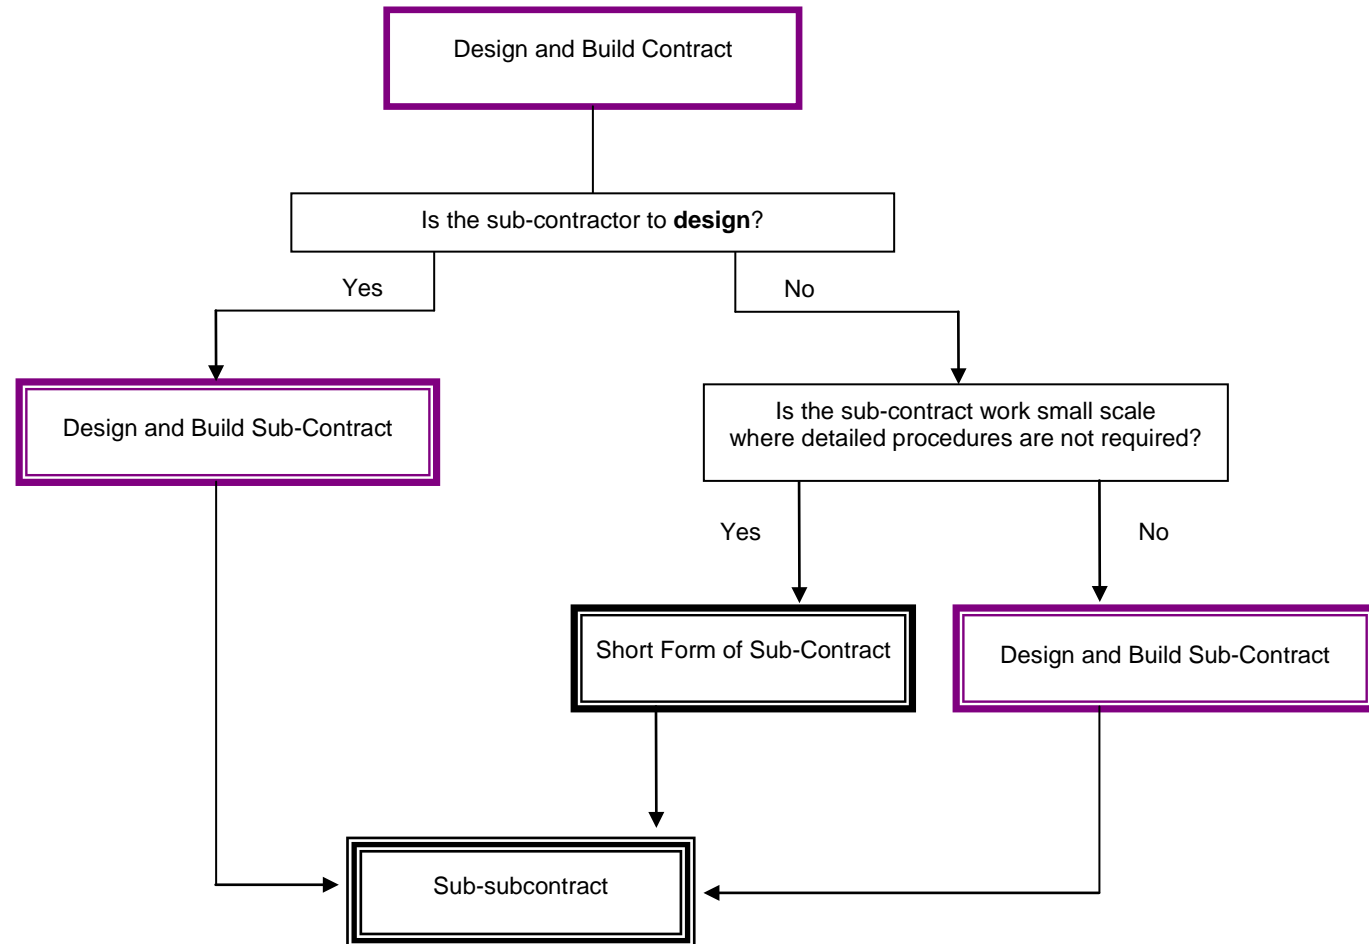 Design and Build Contract
Is the sub-contractor to design?
Yes
No
Design and Build Sub-Contract
Is the sub-contract work small scale
where detailed procedures are not required?
Yes
No
Short Form of Sub-Contract
Design and Build Sub-Contract
Sub-subcontract